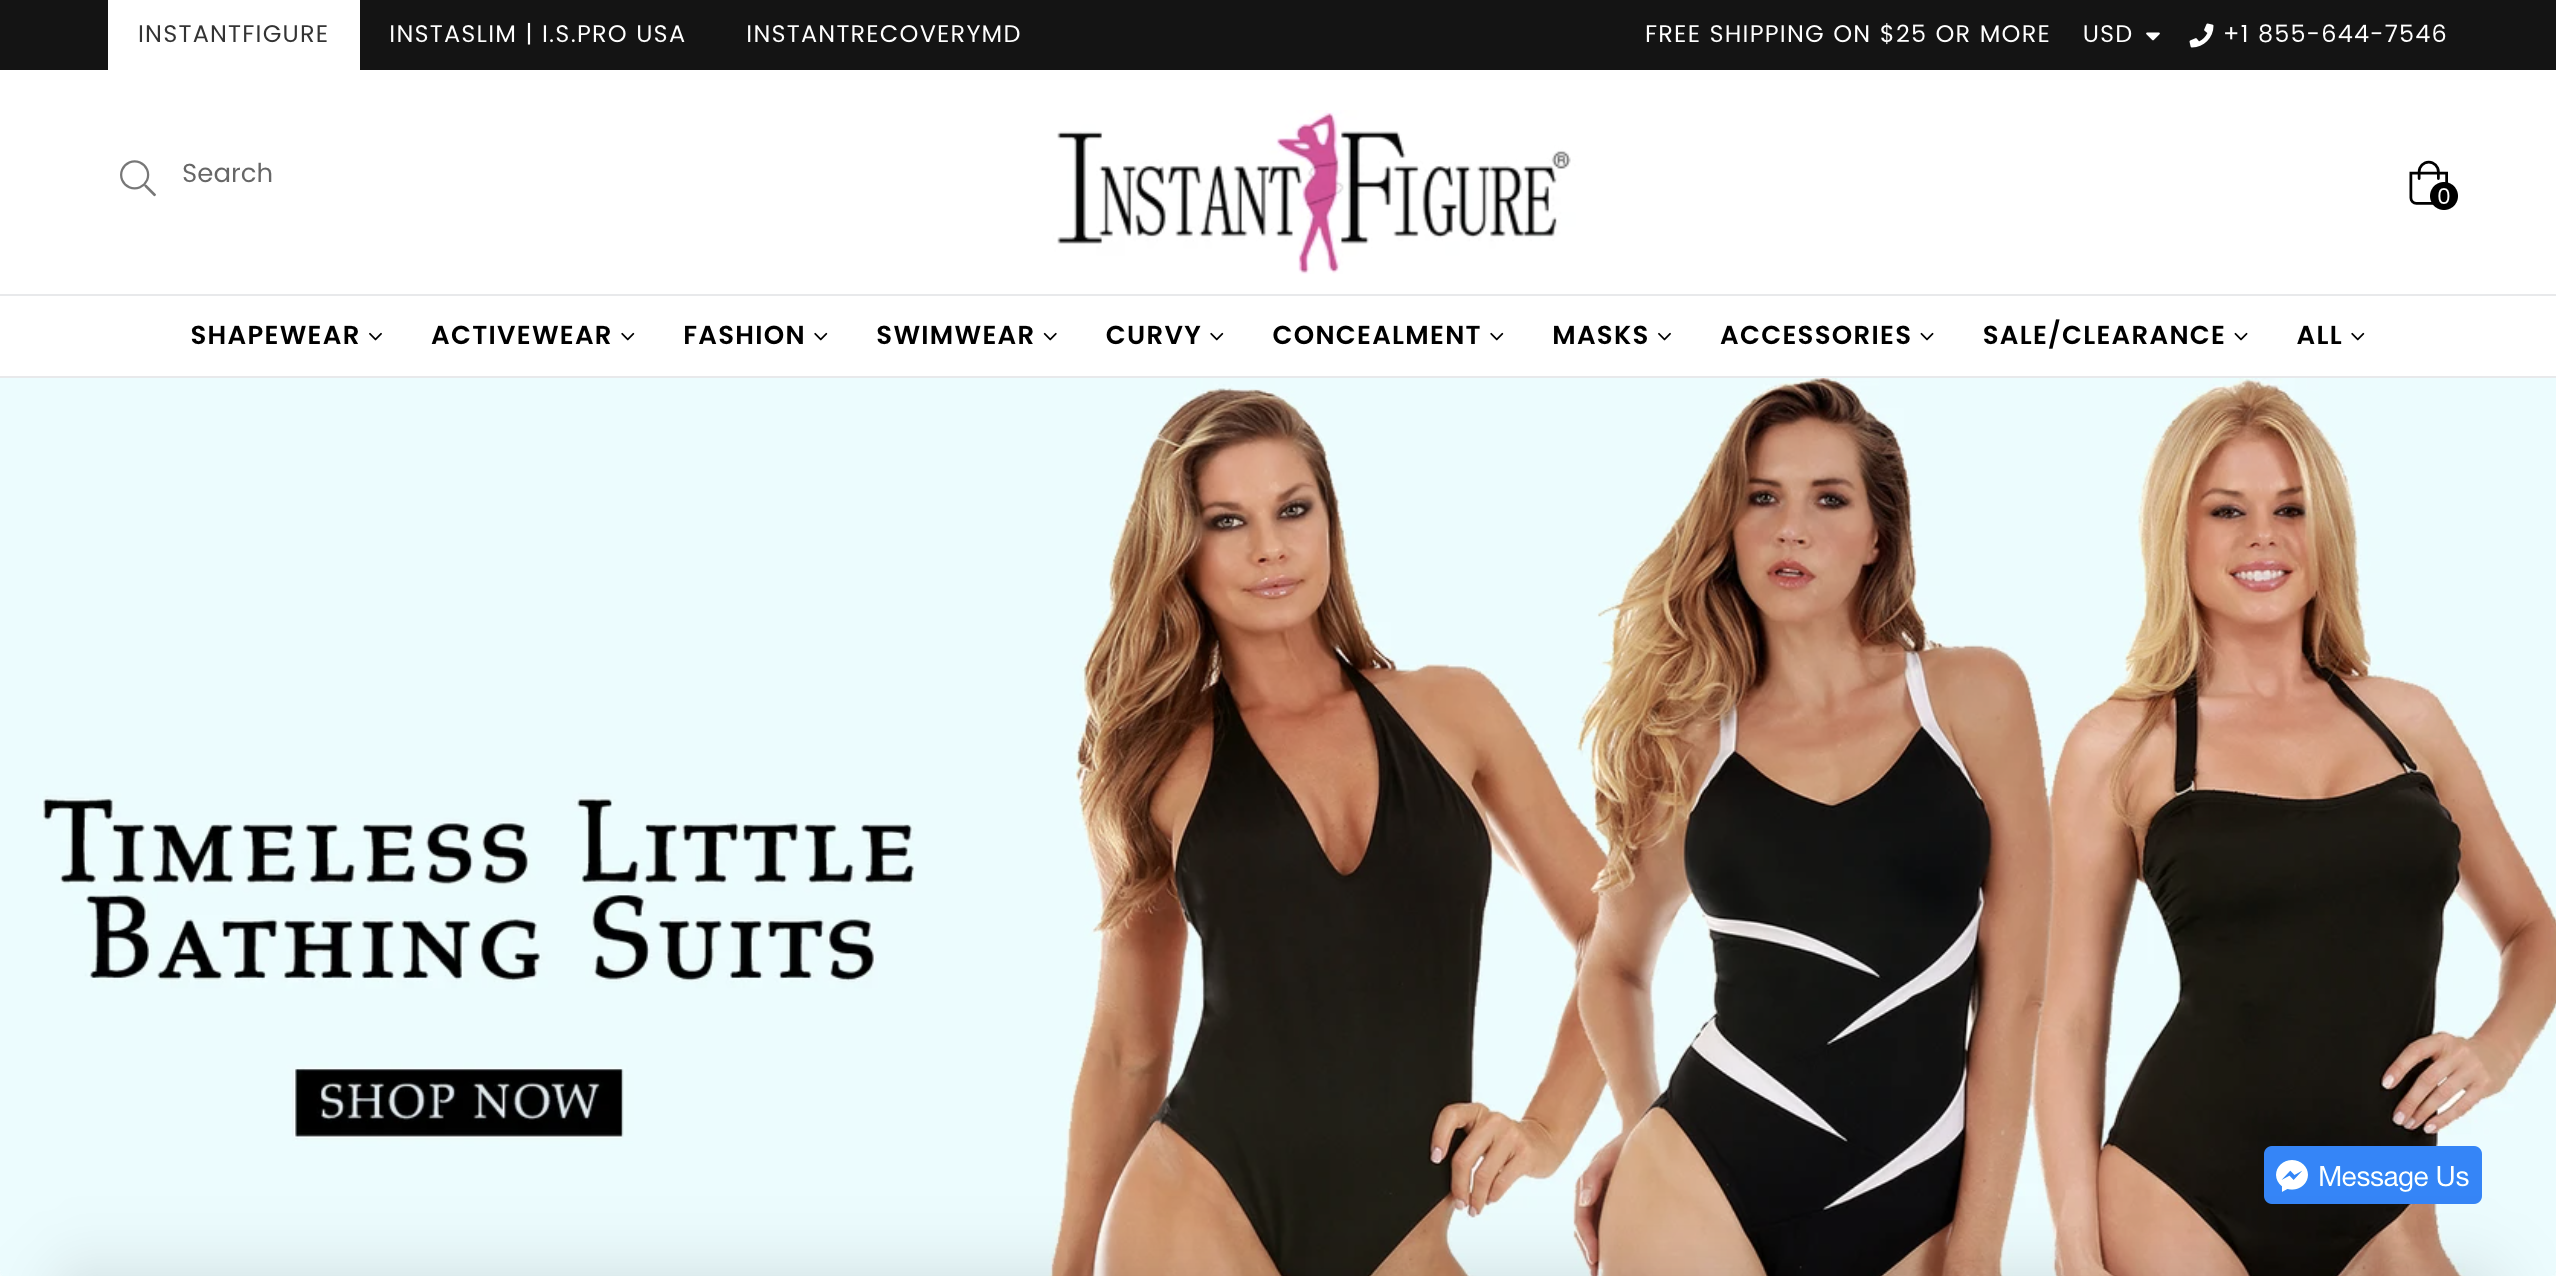 INSTANTFIGURE INSTASLIM | I.S.PRO USA INSTANTRECOVERYMD FREE SHIPPING ON $25 OR MORE USD +1 855-644-7546
Search
INSTANT FIGURE®
0
SHAPEWEAR ACTIVEWEAR FASHION SWIMWEAR CURVY CONCEALMENT MASKS ACCESSORIES SALE/CLEARANCE ALL
TIMELESS LITTLE
BATHING SUITS
SHOP NOW
Message Us